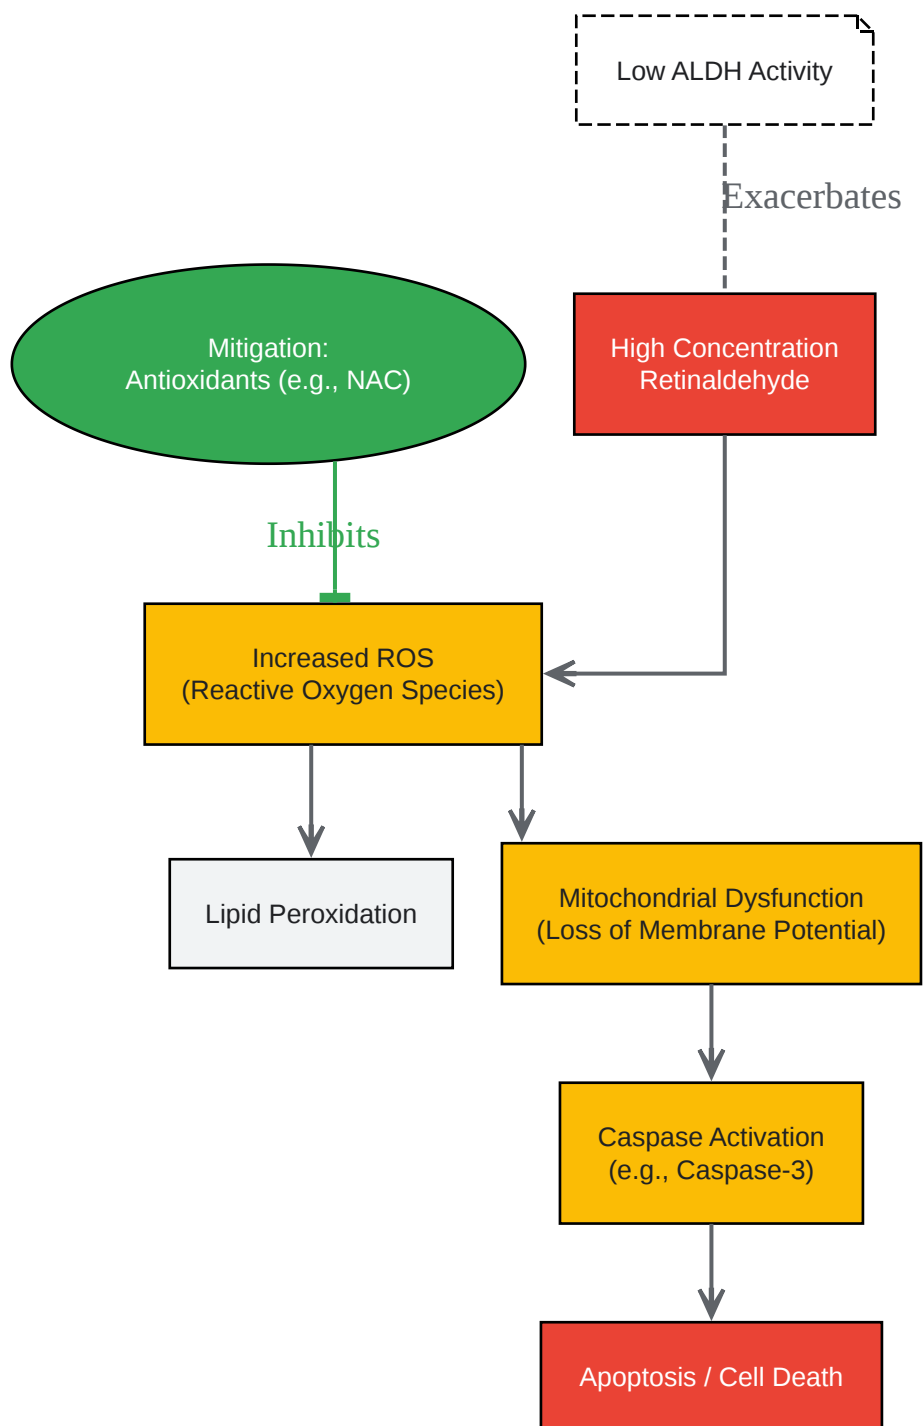 Low ALDH Activity
Exacerbates
Mitigation:
Antioxidants (e.g., NAC)
High Concentration
Retinaldehyde
Inhibits
Increased ROS
(Reactive Oxygen Species)
Lipid Peroxidation
Mitochondrial Dysfunction
(Loss of Membrane Potential)
Caspase Activation
(e.g., Caspase-3)
Apoptosis / Cell Death